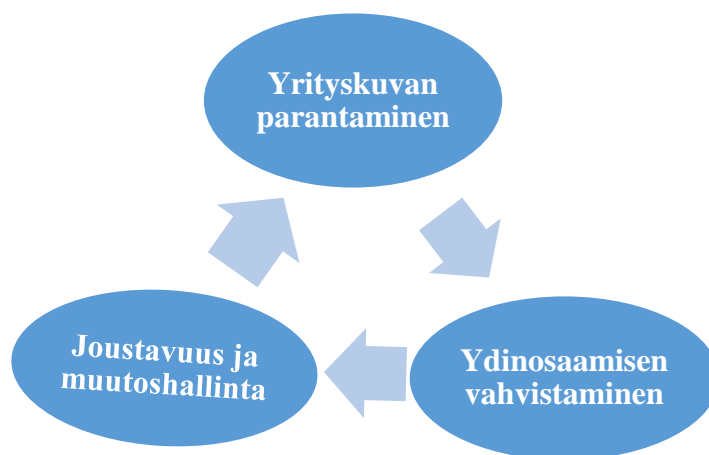 Yrityskuvan
parantaminen
Ydinosaamisen
vahvistaminen
Joustavuus ja
muutoshallinta